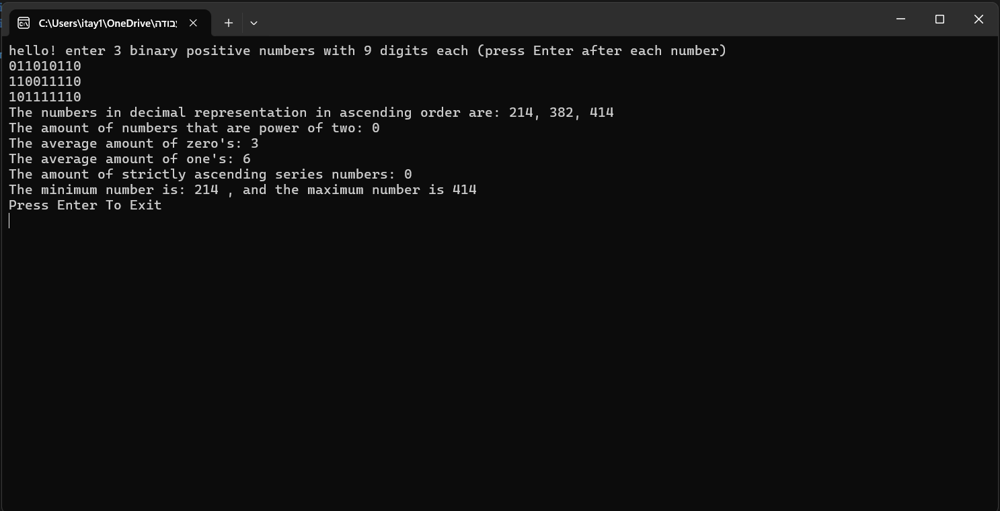 C:\Users\itay1\OneDrive\עבודה
hello! enter 3 binary positive numbers with 9 digits each (press Enter after each number)
011010110
110011110
101111110
The numbers in decimal representation in ascending order are: 214, 382, 414
The amount of numbers that are power of two: 0
The average amount of zero's: 3
The average amount of one's: 6
The amount of strictly ascending series numbers: 0
The minimum number is: 214 , and the maximum number is 414
Press Enter To Exit